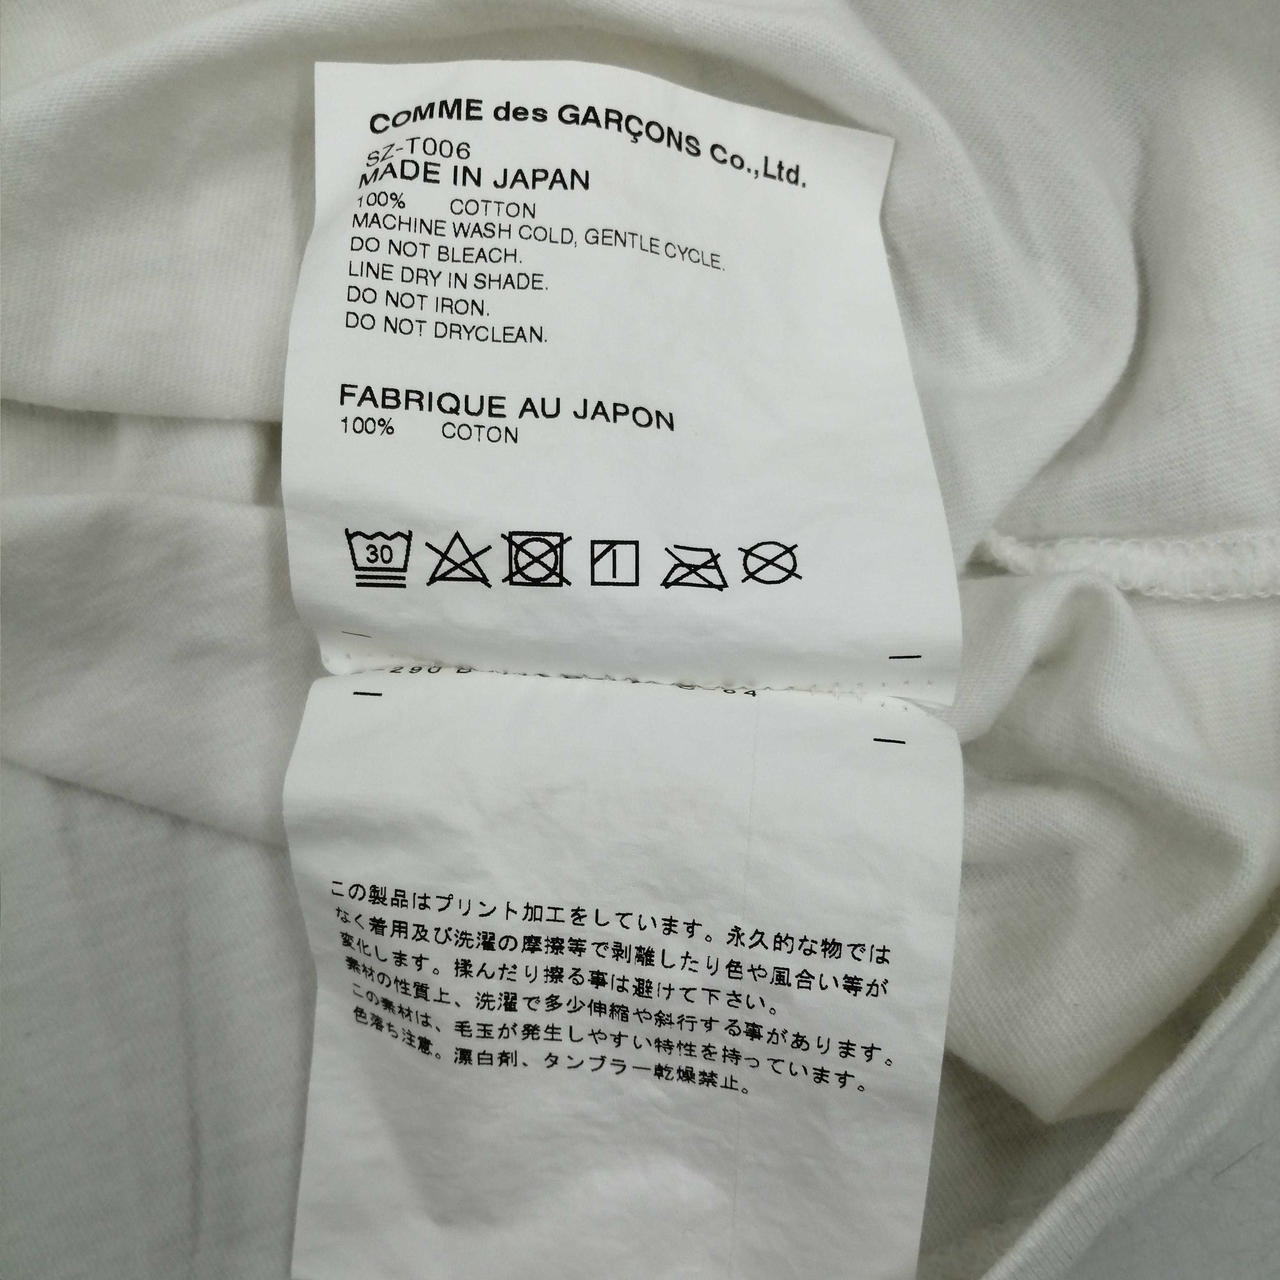 COMME des GARÇONS Co.,Ltd.
SZ-T006
MADE IN JAPAN
100% COTTON
MACHINE WASH COLD, GENTLE CYCLE.
DO NOT BLEACH.
LINE DRY IN SHADE.
DO NOT IRON.
DO NOT DRYCLEAN.
FABRIQUE AU JAPON
100% COTON
30
この製品はプリント加工をしています。永久的な物では
なく着用及び洗濯の摩擦等で剥離したり色や風合い等が
変化します。揉んだり擦る事は避けて下さい。
素材の性質上、洗濯で多少伸縮や斜行する事があります。
この素材は、毛玉が発生しやすい特性を持っています。
色落ち注意。漂白剤、タンブラー乾燥禁止。